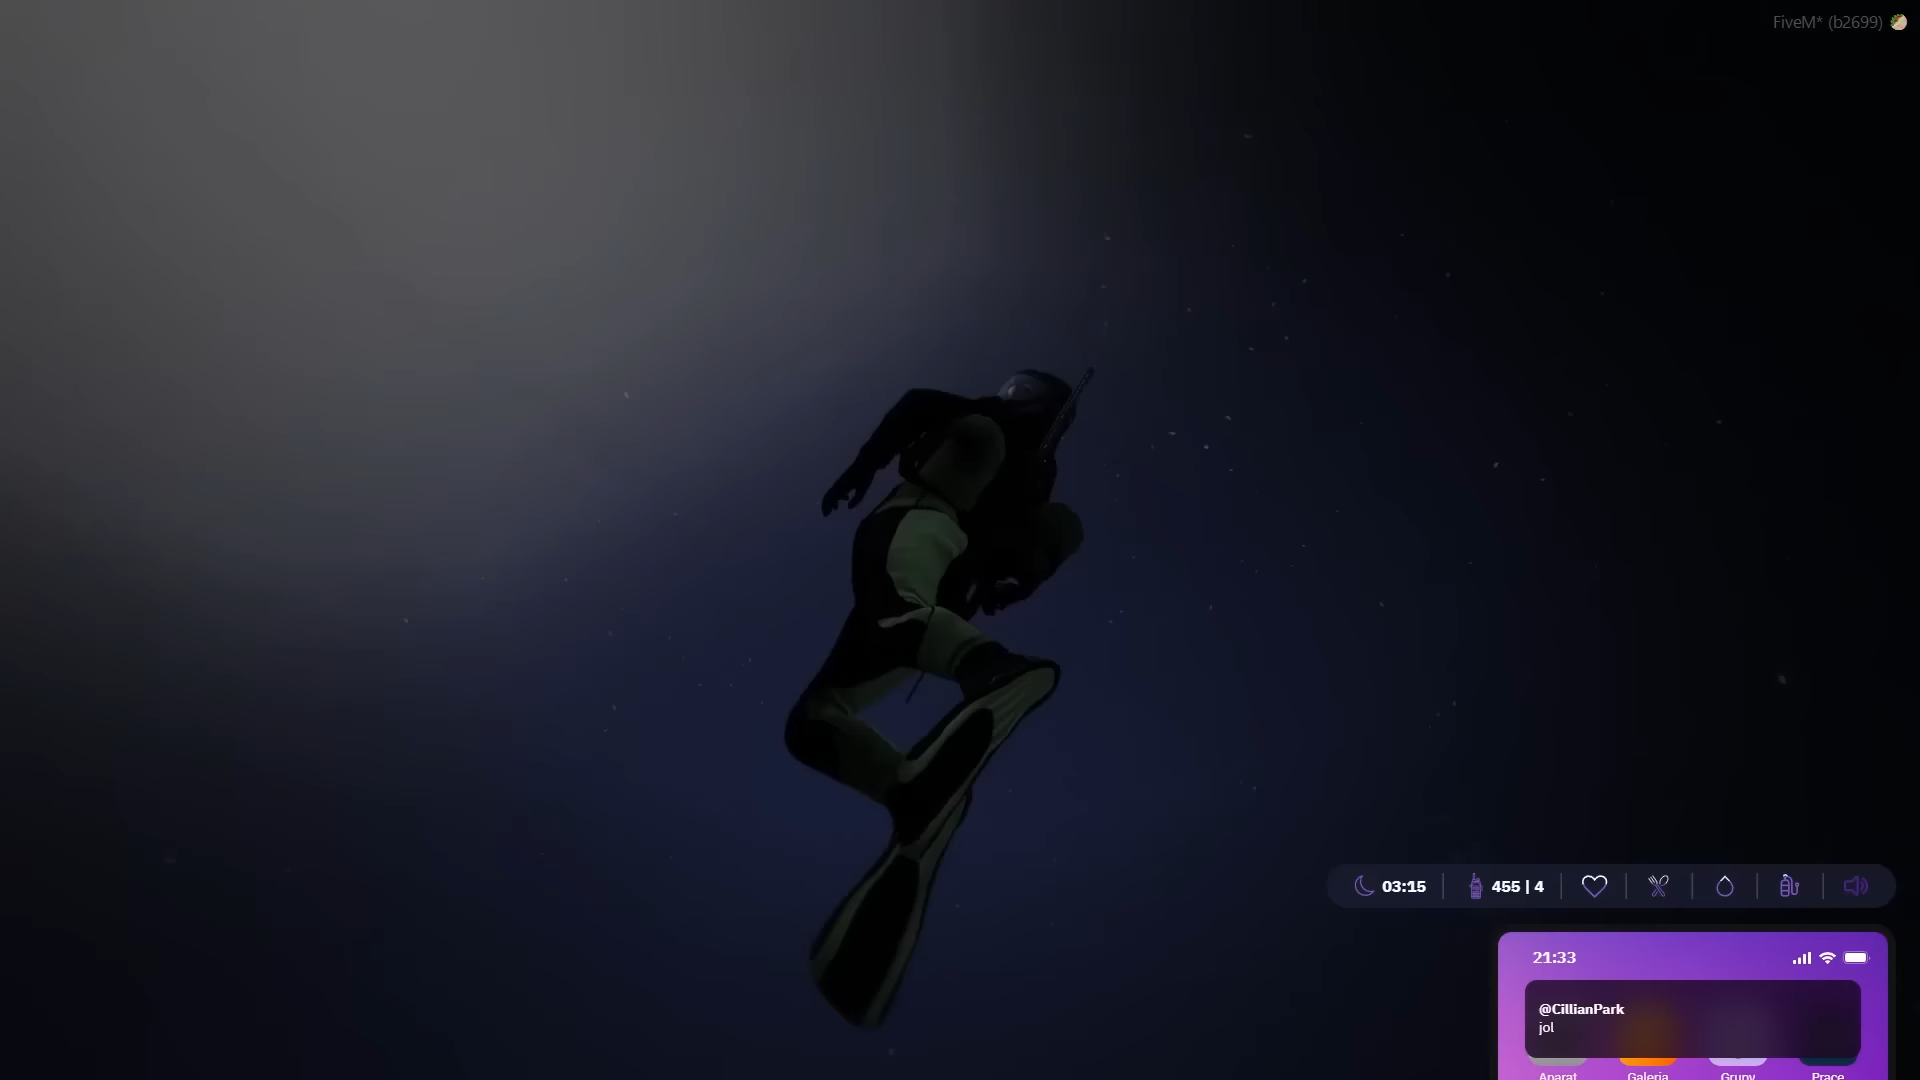 FiveM* (b2699)
03:15
455 | 4
21:33
@CillianPark
jol
Aparat Galeria Grupy Prace